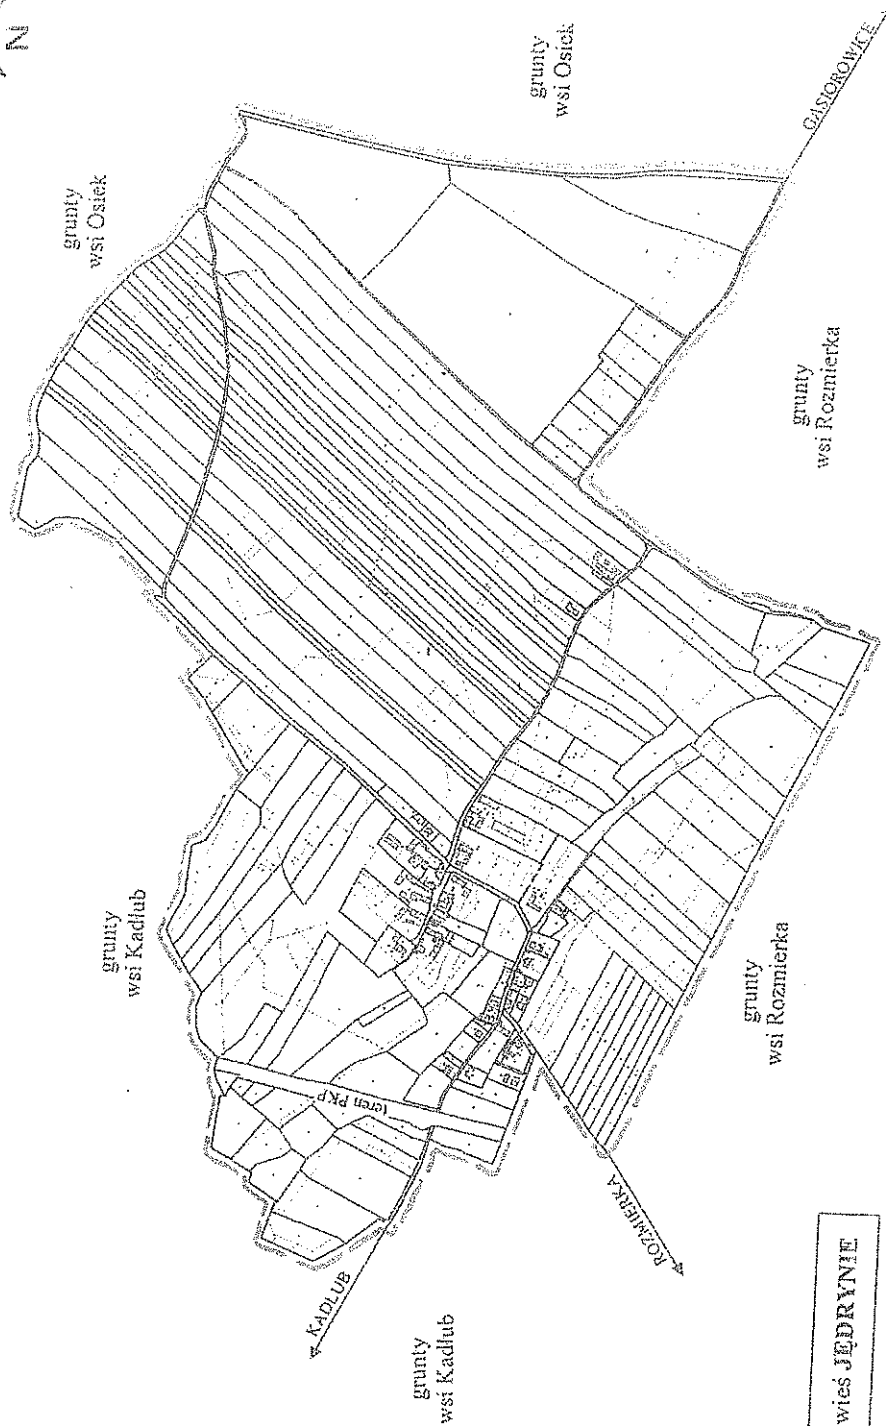 N
grunty
wsi Osiek
grunty
wsi Osiek
GĄSIOROWICE
grunty
wsi Rozmierka
grunty
wsi Kadłub
grunty
wsi Rozmierka
teren PKP
KADŁUB
ROZMIERKA
grunty
wsi Kadłub
wieś JĘDRYNIE